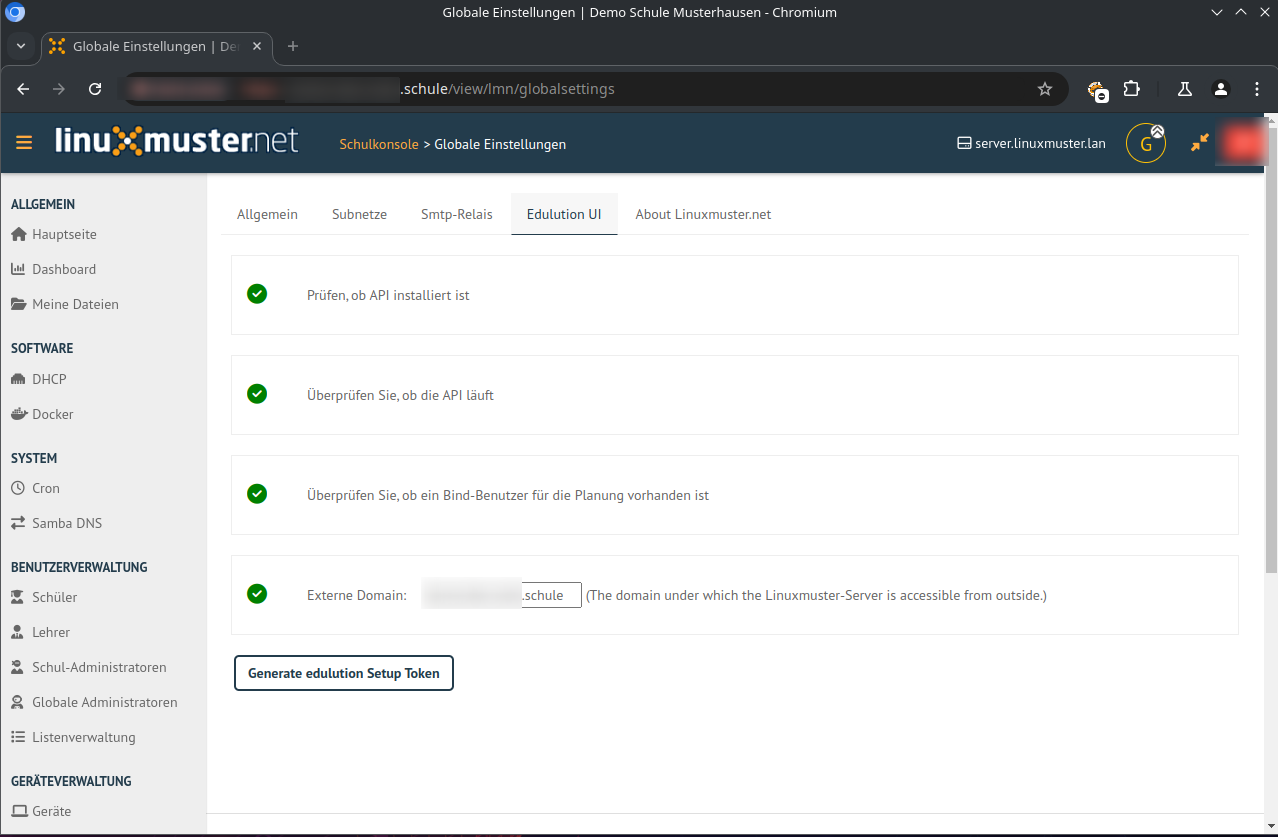 Globale Einstellungen | Demo Schule Musterhausen - Chromium
Globale Einstellungen | De
.schule/view/lmn/globalsettings
linuxmuster.net
Schulkonsole > Globale Einstellungen
server.linuxmuster.lan
G
ALLGEMEIN
Hauptseite
Dashboard
Meine Dateien
SOFTWARE
DHCP
Docker
SYSTEM
Cron
Samba DNS
BENUTZERVERWALTUNG
Schüler
Lehrer
Schul-Administratoren
Globale Administratoren
Listenverwaltung
GERÄTEVERWALTUNG
Geräte
Allgemein Subnetze Smtp-Relais Edulution UI About Linuxmuster.net
Prüfen, ob API installiert ist
Überprüfen Sie, ob die API läuft
Überprüfen Sie, ob ein Bind-Benutzer für die Planung vorhanden ist
Externe Domain: .schule (The domain under which the Linuxmuster-Server is accessible from outside.)
Generate edulution Setup Token